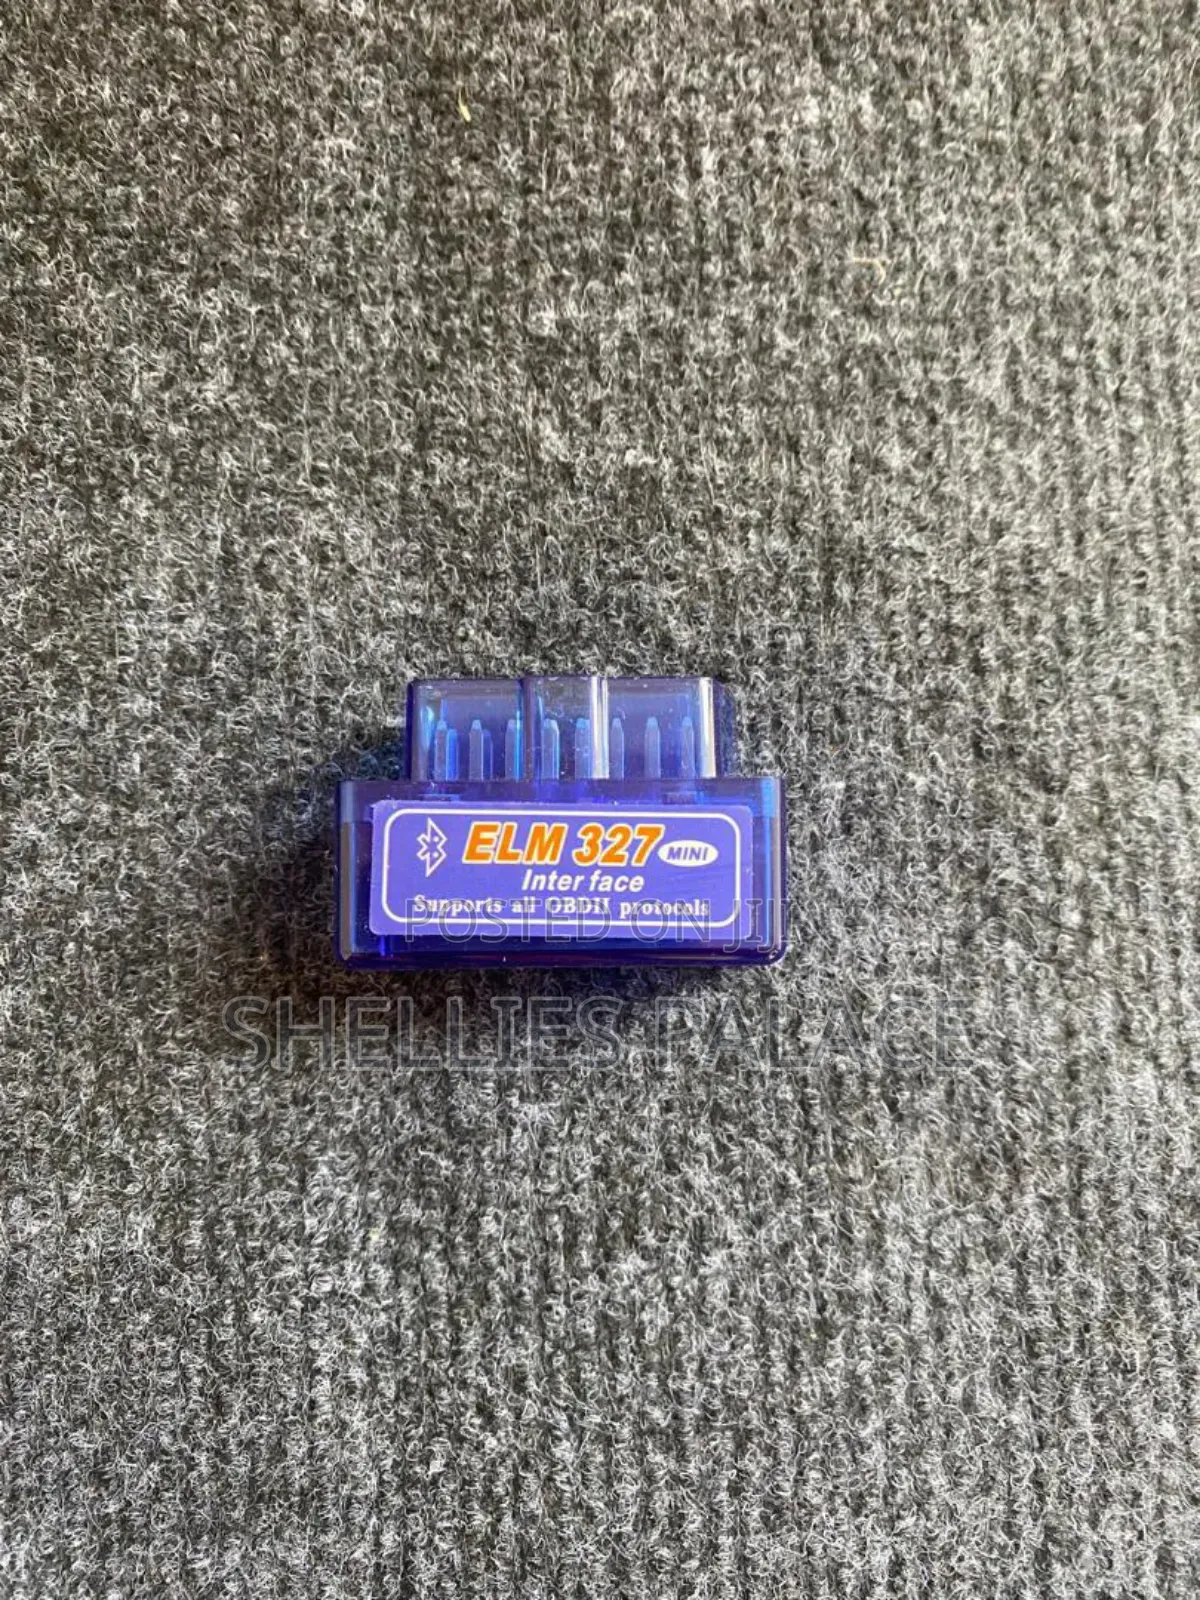 ELM 327 MINI
Inter face
Supports all OBDII protocols
POSTED ON JIJI
SHELLIES PALACE